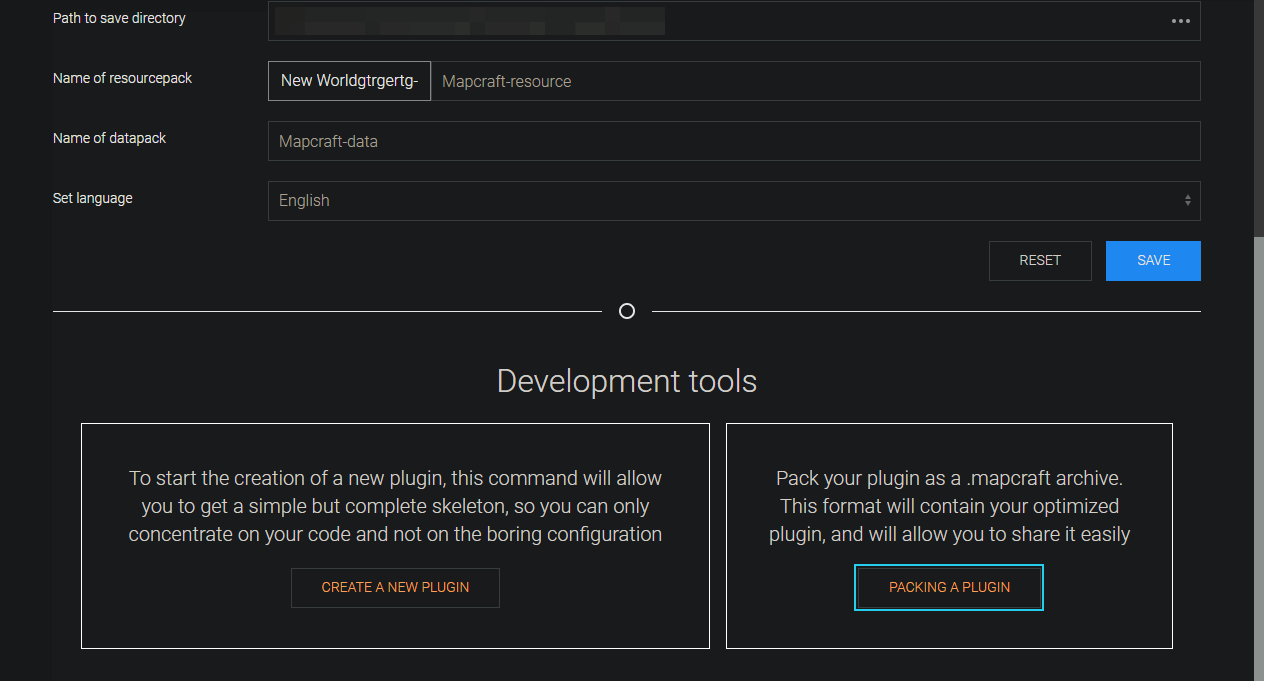 Path to save directory
Name of resourcepack
New Worldgtrgertg- Mapcraft-resource
Name of datapack
Mapcraft-data
Set language
English
RESET SAVE
Development tools
To start the creation of a new plugin, this command will allow
you to get a simple but complete skeleton, so you can only
concentrate on your code and not on the boring configuration
CREATE A NEW PLUGIN
Pack your plugin as a .mapcraft archive.
This format will contain your optimized
plugin, and will allow you to share it easily
PACKING A PLUGIN